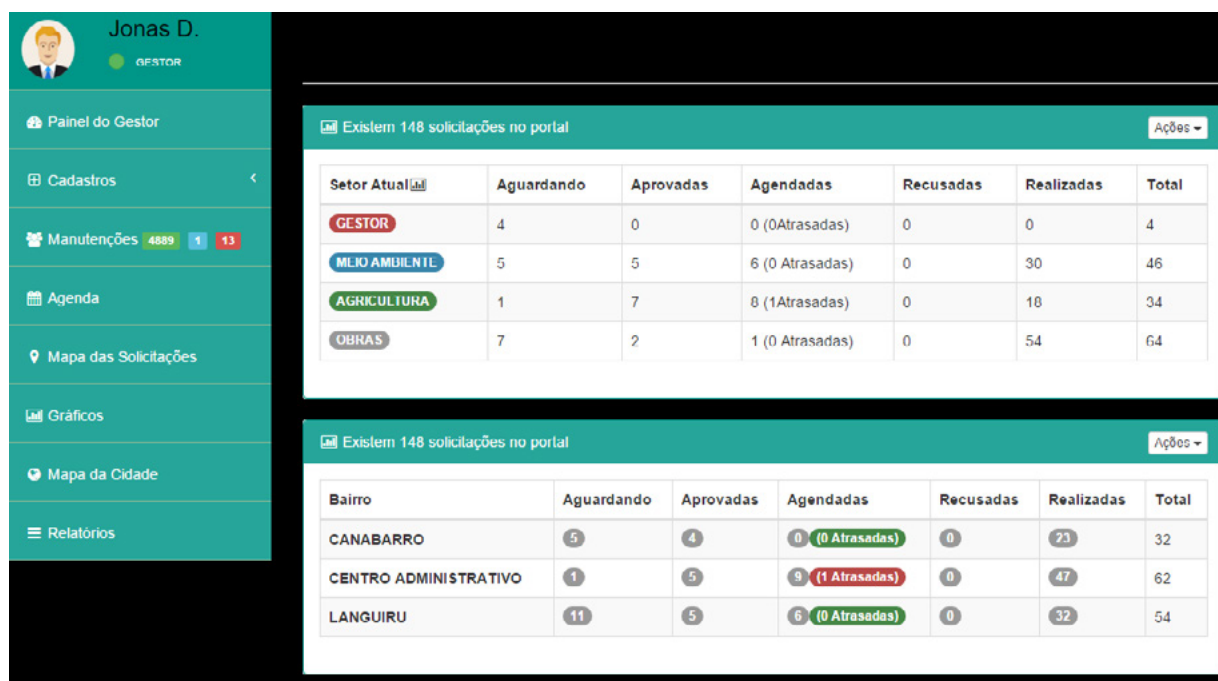 Jonas D.
GESTOR
Painel do Gestor
Cadastros
Manutenções 4889 1 13
Agenda
Mapa das Solicitações
Gráficos
Mapa da Cidade
Relatórios
Existem 148 solicitações no portal Ações
Setor Atual Aguardando Aprovadas Agendadas Recusadas Realizadas Total
GESTOR 4 0 0 (0Atrasadas) 0 0 4
MEIO AMBIENTE 5 5 6 (0 Atrasadas) 0 30 46
AGRICULTURA 1 7 8 (1Atrasadas) 0 18 34
OBRAS 7 2 1 (0 Atrasadas) 0 54 64
Existem 148 solicitações no portal Ações
Bairro Aguardando Aprovadas Agendadas Recusadas Realizadas Total
CANABARRO 5 4 0 (0 Atrasadas) 0 23 32
CENTRO ADMINISTRATIVO 1 5 9 (1 Atrasadas) 0 47 62
LANGUIRU 11 5 6 (0 Atrasadas) 0 32 54